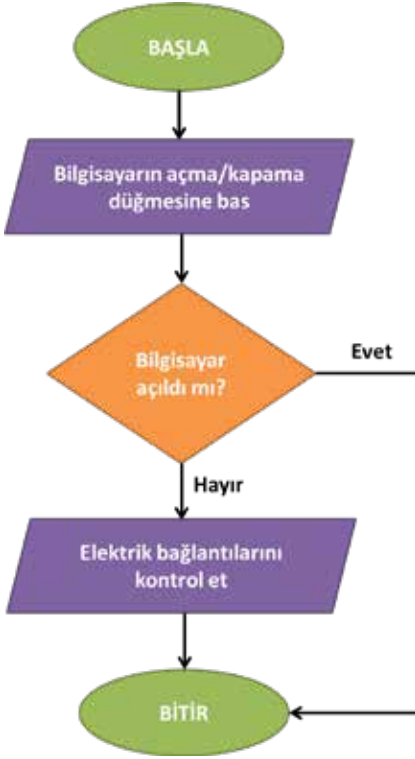 BAŞLA
Bilgisayarın açma/kapama
düğmesine bas
Bilgisayar
açıldı mı?
Evet
Hayır
Elektrik bağlantılarını
kontrol et
BİTİR